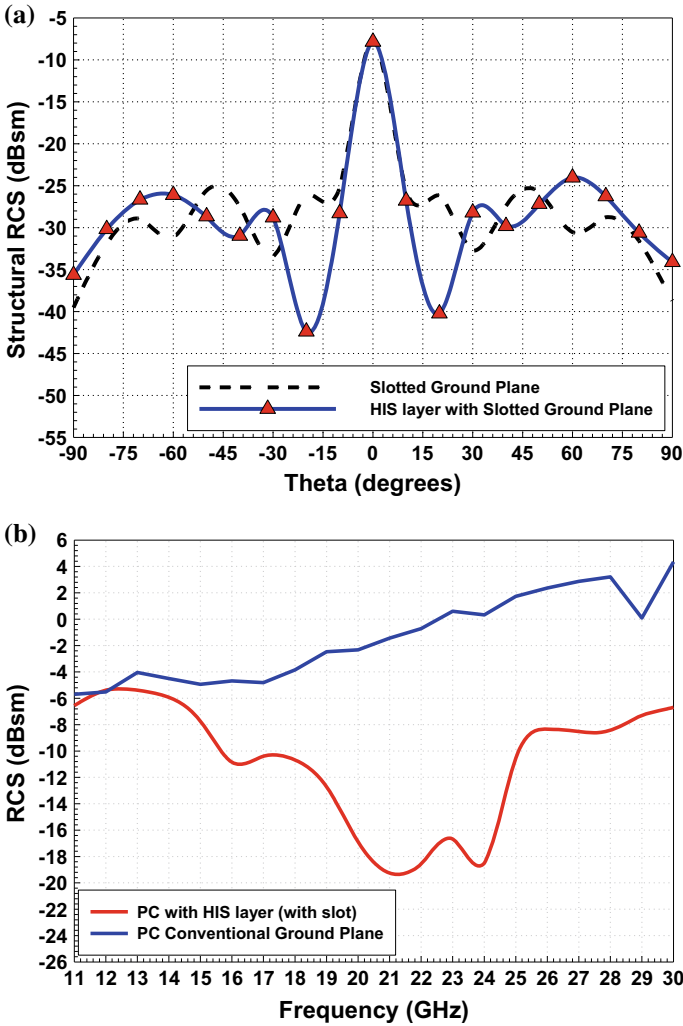 (a)
-5
-10
-15
-20
-25
-30
-35
-40
-45
-50
-55
Structural RCS (dBsm)
Slotted Ground Plane
HIS layer with Slotted Ground Plane
-90 -75 -60 -45 -30 -15 0 15 30 45 60 75 90
Theta (degrees)
(b)
6
4
2
0
-2
-4
-6
-8
-10
-12
-14
-16
-18
-20
-22
-24
-26
RCS (dBsm)
PC with HIS layer (with slot)
PC Conventional Ground Plane
11 12 13 14 15 16 17 18 19 20 21 22 23 24 25 26 27 28 29 30
Frequency (GHz)